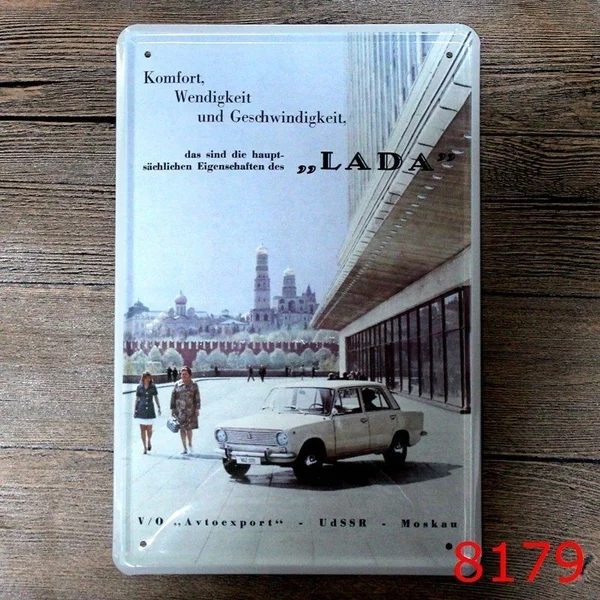 Komfort,
Wendigkeit
und Geschwindigkeit,
das sind die haupt-
sächlichen Eigenschaften des
„LADA”
V/O „Avtoexport“ - UdSSR - Moskau
8179